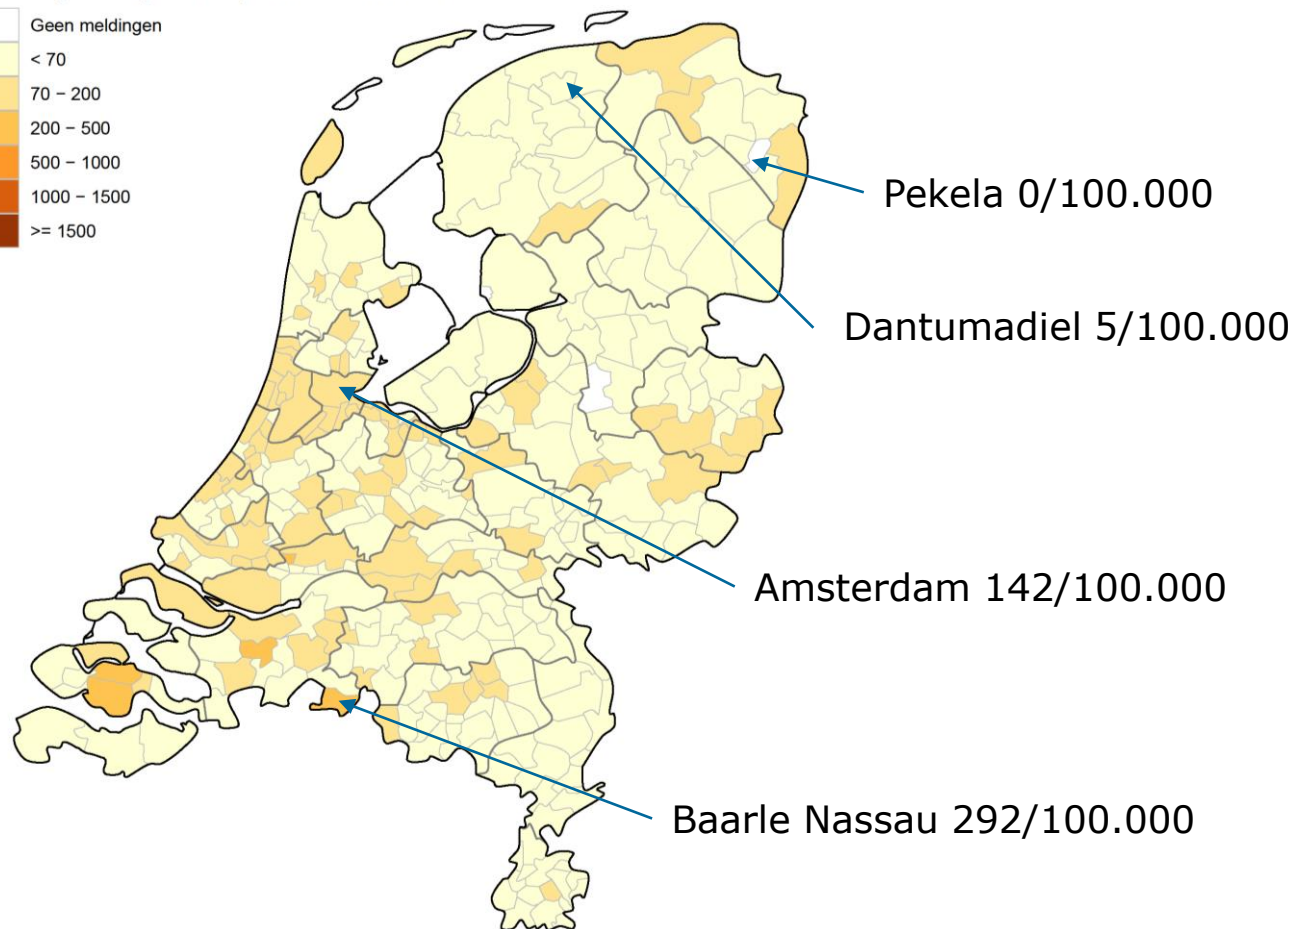 Geen meldingen
< 70
70 − 200
200 − 500
500 − 1000
1000 − 1500
>= 1500
Pekela 0/100.000
Dantumadiel 5/100.000
Amsterdam 142/100.000
Baarle Nassau 292/100.000